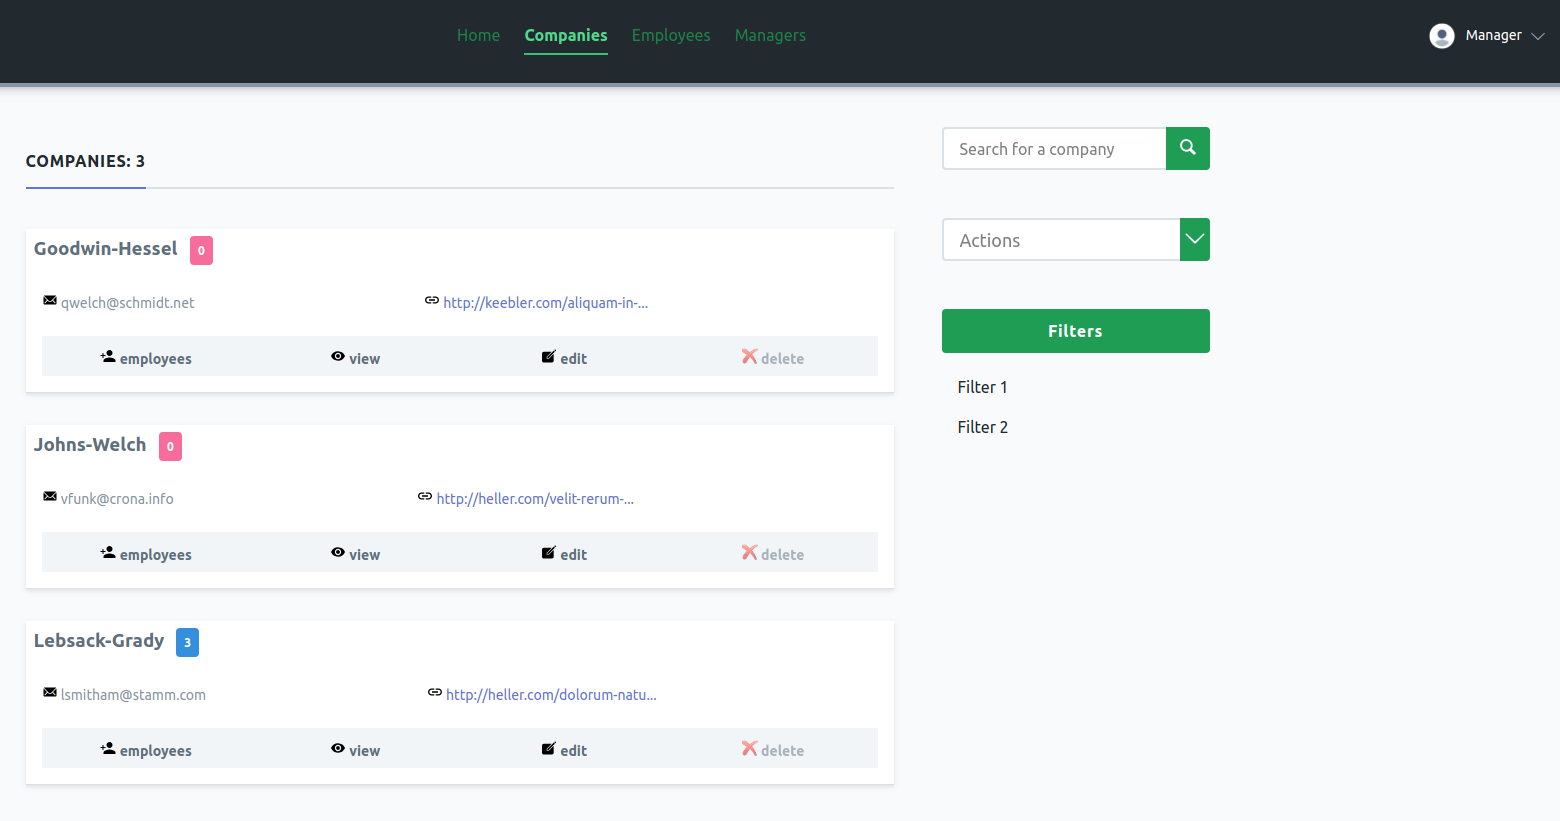 Home Companies Employees Managers Manager
COMPANIES: 3
Goodwin-Hessel 0
qwelch@schmidt.net http://keebler.com/aliquam-in-...
employees view edit delete
Johns-Welch 0
vfunk@crona.info http://heller.com/velit-rerum-...
employees view edit delete
Lebsack-Grady 3
lsmitham@stamm.com http://heller.com/dolorum-natu...
employees view edit delete
Search for a company
Actions
Filters
Filter 1
Filter 2